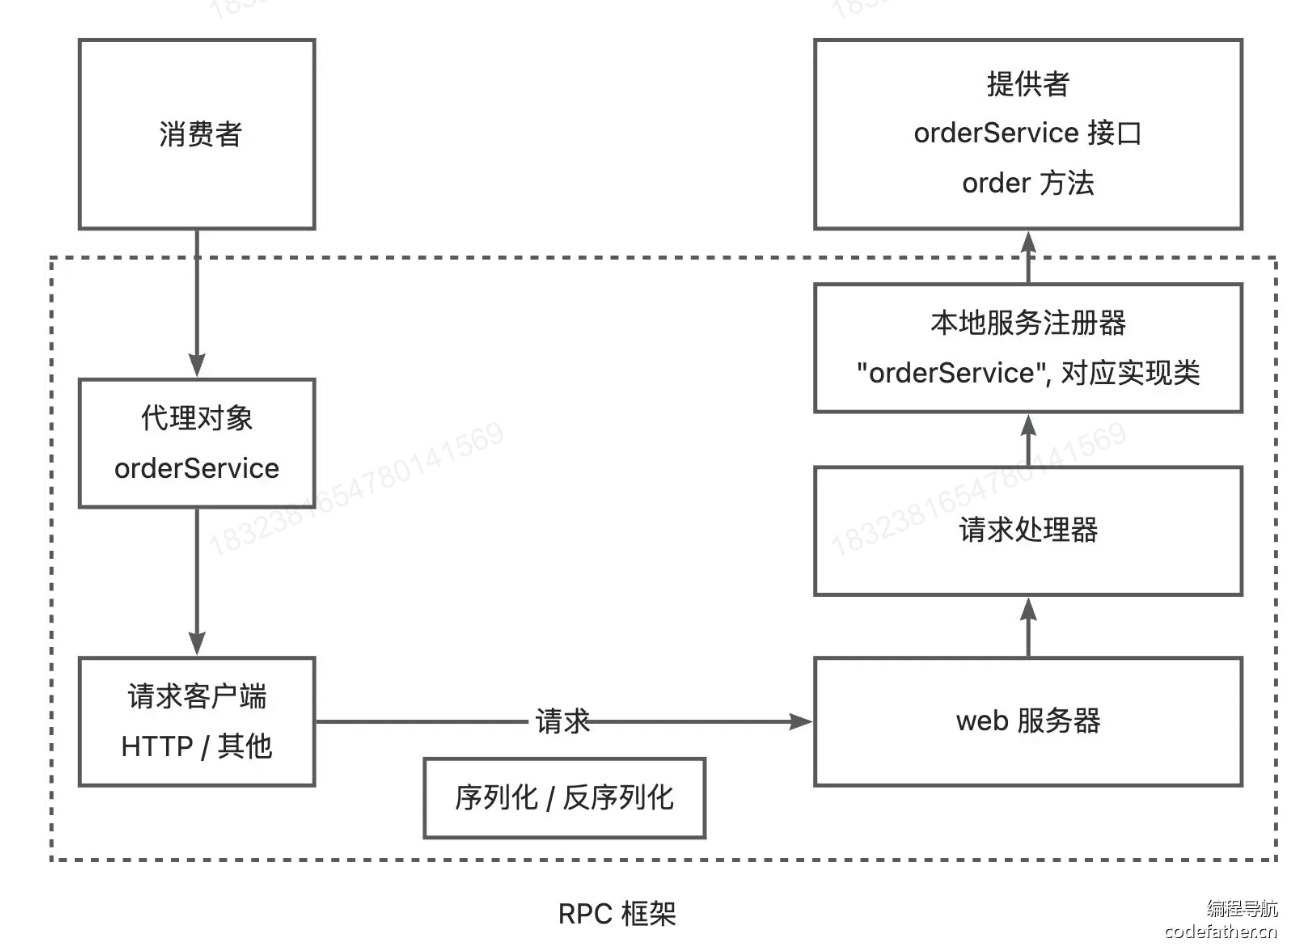 消费者
提供者
orderService 接口
order 方法
本地服务注册器
"orderService", 对应实现类
代理对象
orderService
请求处理器
请求客户端
HTTP / 其他
请求
web 服务器
序列化 / 反序列化
RPC 框架
编程导航
codefather.cn
1832381654780141569
1832381654780141569